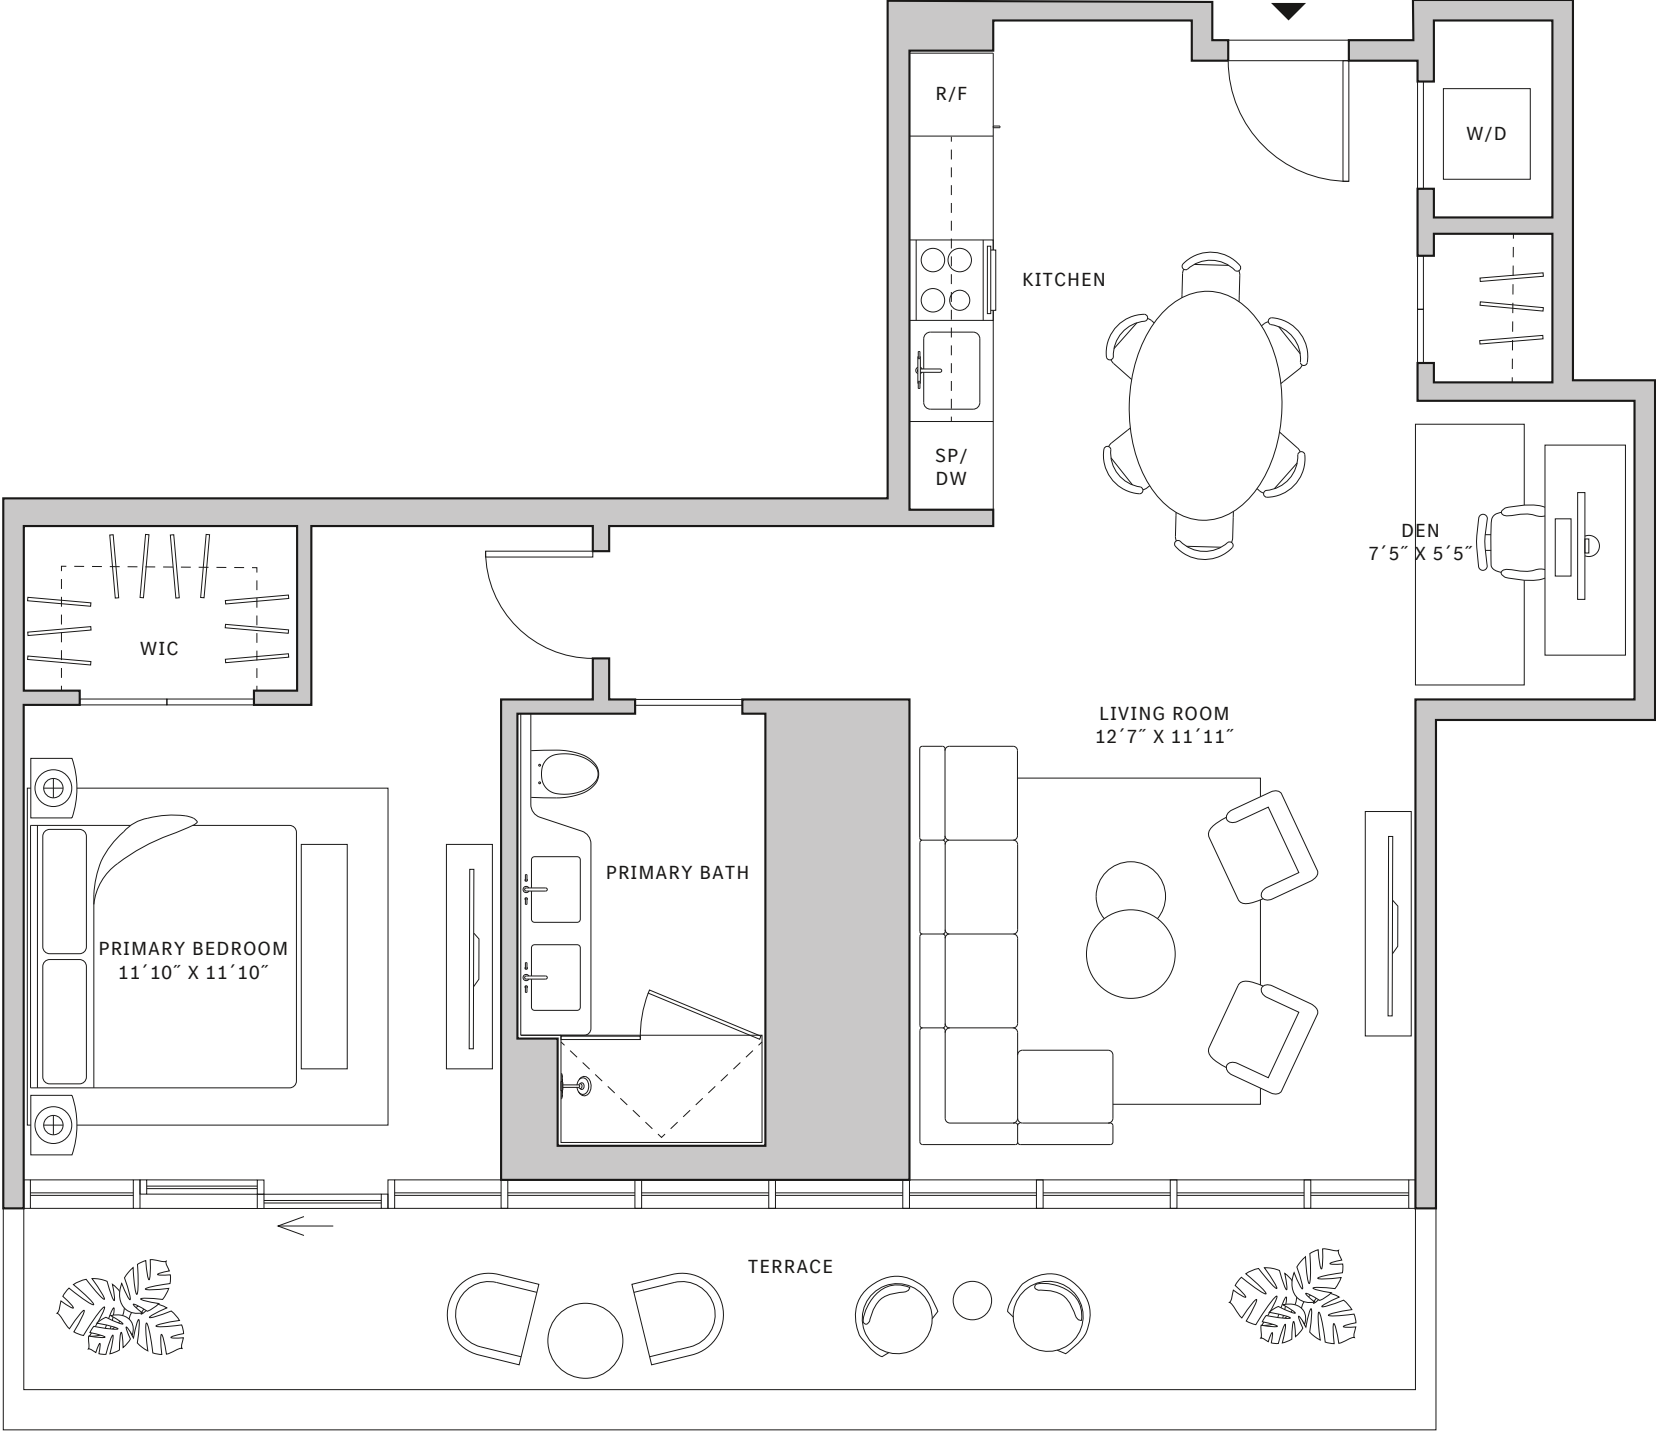 R/F
W/D
KITCHEN
SP/
DW
DEN
7´5˝ X 5´5˝
WIC
LIVING ROOM
12´7˝ X 11´11˝
PRIMARY BATH
PRIMARY BEDROOM
11´10˝ X 11´10˝
TERRACE